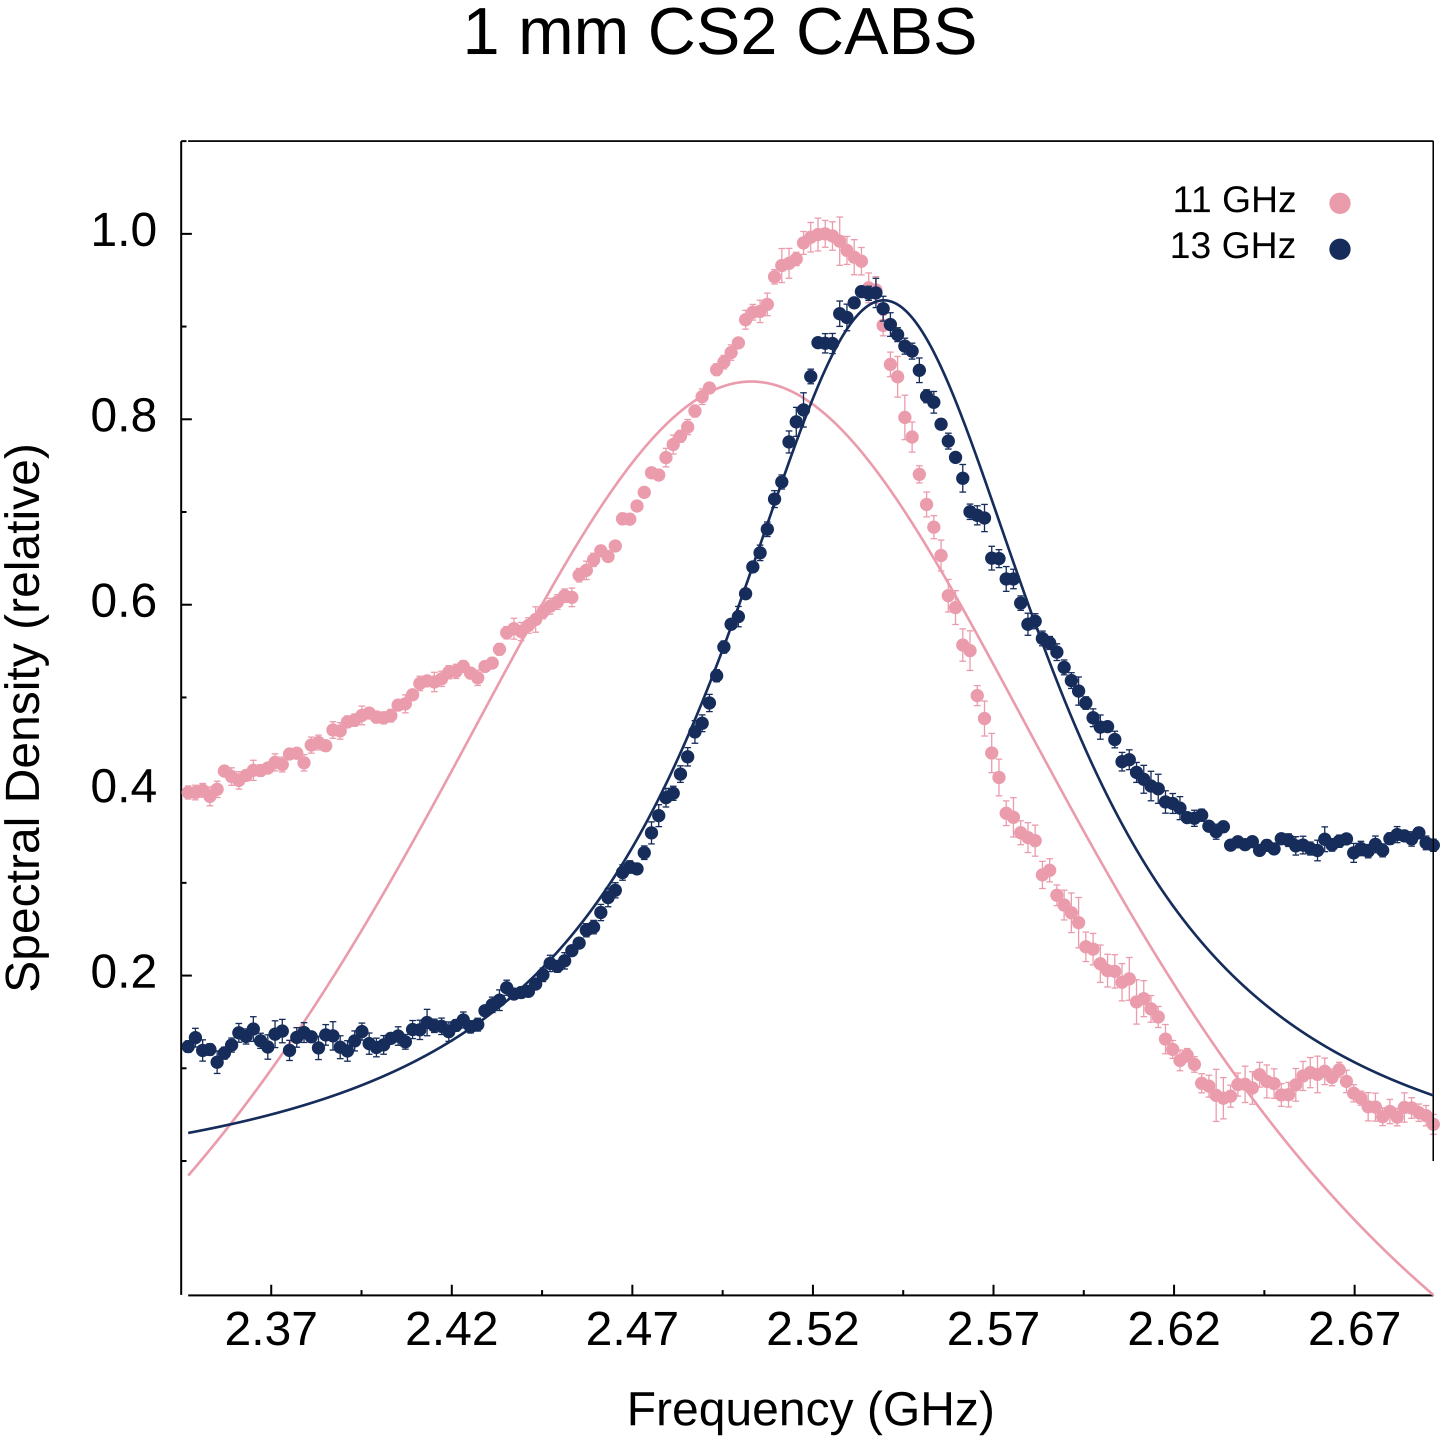 1 mm CS2 CABS
11 GHz
13 GHz
1.0
0.8
0.6
0.4
0.2
Spectral Density (relative)
2.37 2.42 2.47 2.52 2.57 2.62 2.67
Frequency (GHz)